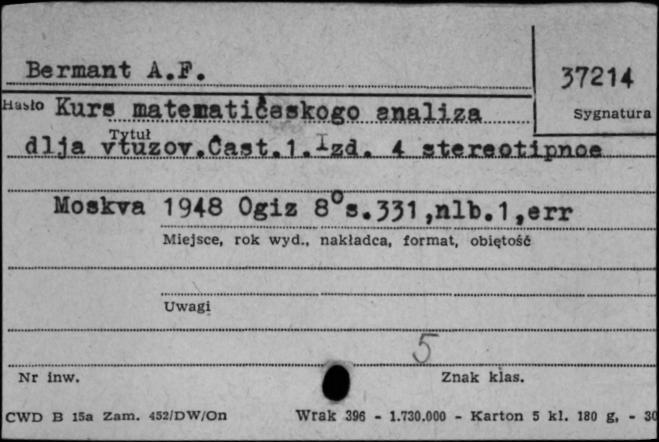 Bermant A.F.
37214
Hasło Kurs matematičeskogo analiza
Sygnatura
Tytuł
dlja vtuzov.Čast.1.Izd. 4 stereotipnoe
Moskva 1948 Ogiz 8°s.331,nlb.1,err
Miejsce, rok wyd., nakładca, format, objętość
Uwagi
5
Nr inw.
Znak klas.
CWD B 15a Zam. 452/DW/On
Wrak 396 - 1.730.000 - Karton 5 kl. 180 g, - 30